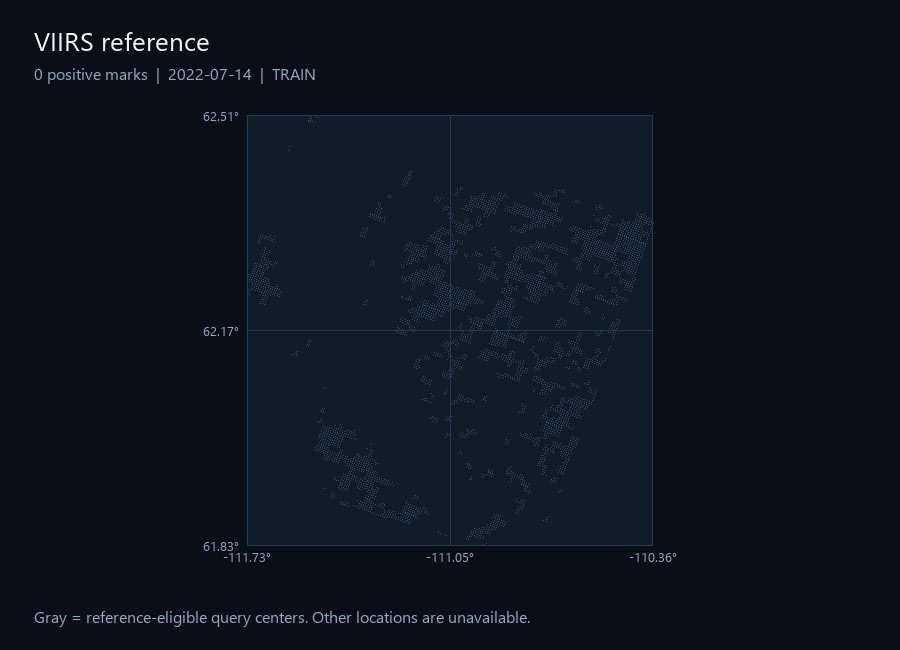 VIIRS reference
0 positive marks | 2022-07-14 | TRAIN
62.51°
62.17°
61.83°
-111.73° -111.05° -110.36°
Gray = reference-eligible query centers. Other locations are unavailable.